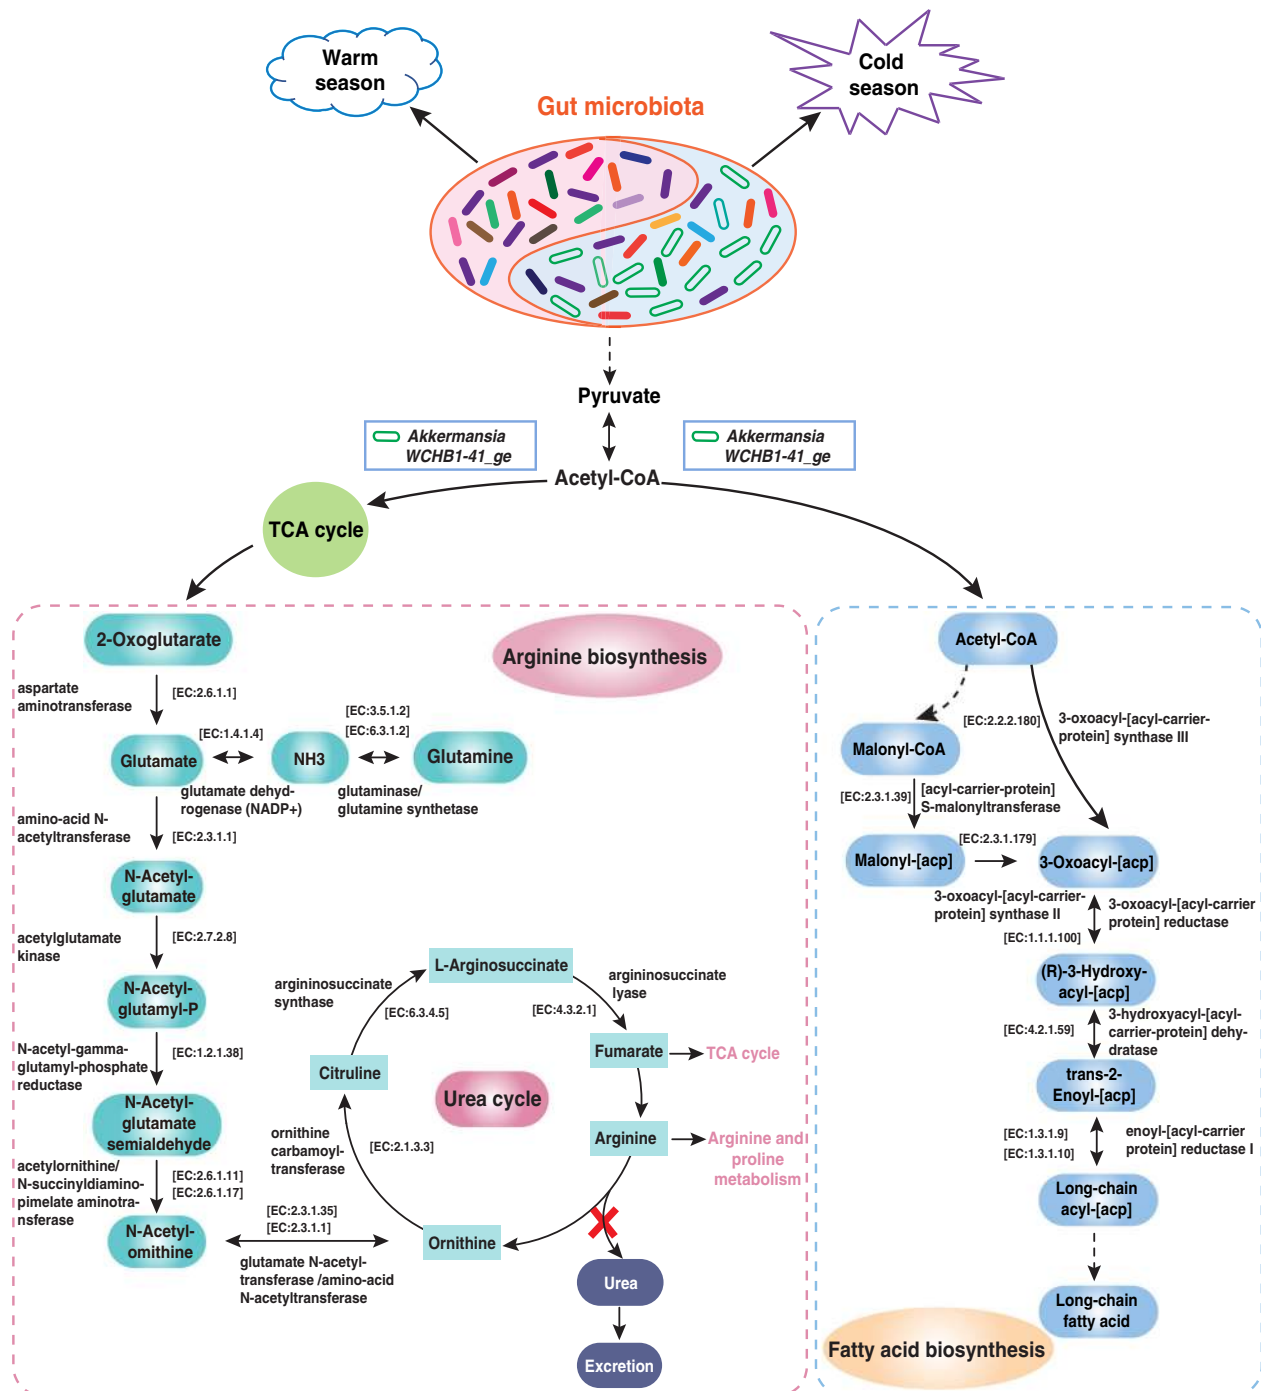 Warm
season
Cold
season
Gut microbiota
Pyruvate
Akkermansia
WCHB1-41_ge
Akkermansia
WCHB1-41_ge
Acetyl-CoA
TCA cycle
2-Oxoglutarate
Arginine biosynthesis
aspartate
aminotransferase
[EC:2.6.1.1]
[EC:3.5.1.2]
[EC:6.3.1.2]
[EC:1.4.1.4]
Glutamate
NH3
Glutamine
glutamate dehyd-
rogenase (NADP+)
glutaminase/
glutamine synthetase
amino-acid N-
acetyltransferase
[EC:2.3.1.1]
N-Acetyl-
glutamate
acetylglutamate
kinase
[EC:2.7.2.8]
N-Acetyl-
glutamyl-P
N-acetyl-gamma-
glutamyl-phosphate
reductase
[EC:1.2.1.38]
N-Acetyl-
glutamate
semialdehyde
acetylornithine/
N-succinyldiamino-
pimelate aminotra-
nsferase
[EC:2.6.1.11]
[EC:2.6.1.17]
N-Acetyl-
omithine
[EC:2.3.1.35]
[EC:2.3.1.1]
glutamate N-acetyl-
transferase /amino-acid
N-acetyltransferase
L-Arginosuccinate
argininosuccinate
synthase
[EC:6.3.4.5]
argininosuccinate
lyase
[EC:4.3.2.1]
Citruline
Fumarate
TCA cycle
Urea cycle
ornithine
carbamoyl-
transferase
[EC:2.1.3.3]
Arginine
Arginine and
proline
metabolism
Ornithine
Urea
Excretion
Acetyl-CoA
[EC:2.2.2.180]
3-oxoacyl-[acyl-carrier-
protein] synthase III
Malonyl-CoA
[EC:2.3.1.39]
[acyl-carrier-protein]
S-malonyltransferase
[EC:2.3.1.179]
Malonyl-[acp]
3-Oxoacyl-[acp]
3-oxoacyl-[acyl-carrier-
protein] synthase II
3-oxoacyl-[acyl-carrier
protein] reductase
[EC:1.1.1.100]
(R)-3-Hydroxy-
acyl-[acp]
[EC:4.2.1.59]
3-hydroxyacyl-[acyl-
carrier-protein] dehy-
dratase
trans-2-
Enoyl-[acp]
[EC:1.3.1.9]
[EC:1.3.1.10]
enoyl-[acyl-carrier
protein] reductase I
Long-chain
acyl-[acp]
Long-chain
fatty acid
Fatty acid biosynthesis